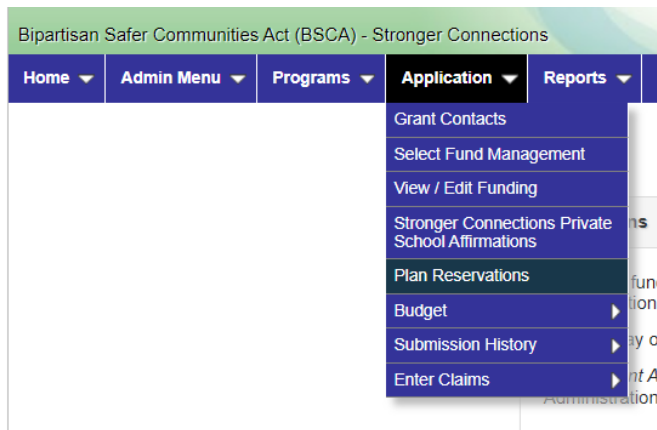 Bipartisan Safer Communities Act (BSCA) - Stronger Connections
Home Admin Menu Programs Application Reports
Grant Contacts
Select Fund Management
View / Edit Funding
Stronger Connections Private
School Affirmations
Plan Reservations
Budget
Submission History
Enter Claims